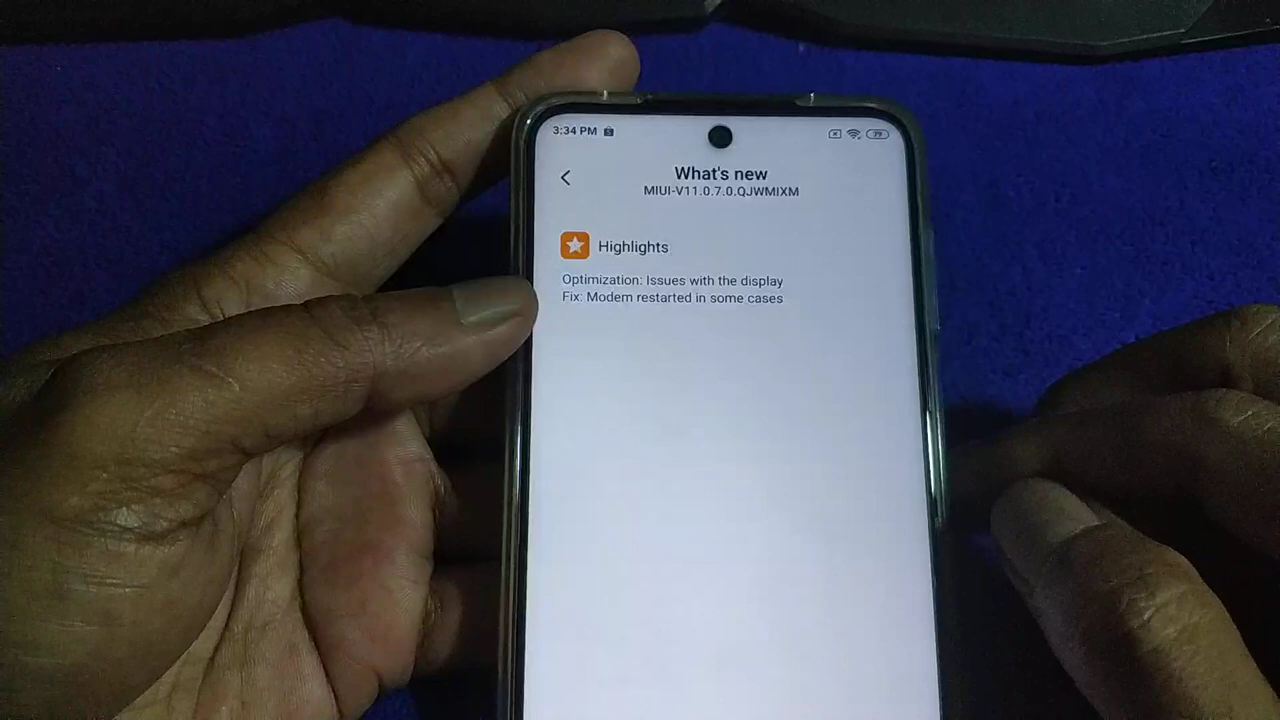 3:34 PM
79
What's new
MIUI-V11.0.7.0.QJWMIXM
Highlights
Optimization: Issues with the display
Fix: Modem restarted in some cases